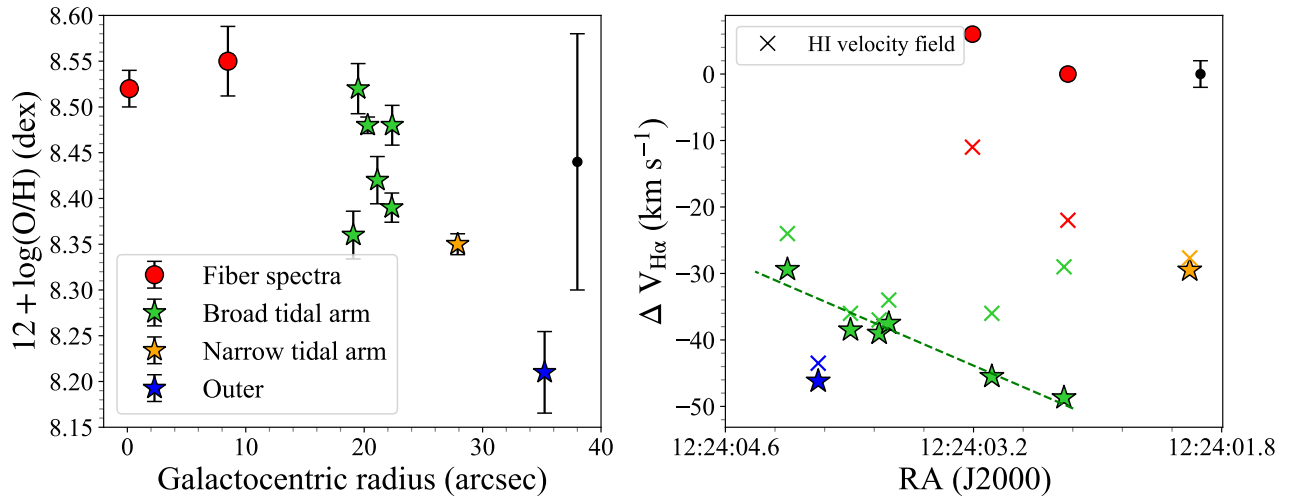 8.60
8.55
8.50
8.45
8.40
8.35
8.30
8.25
8.20
8.15
12+log(O/H) (dex)
Fiber spectra
Broad tidal arm
Narrow tidal arm
Outer
0 10 20 30 40
Galactocentric radius (arcsec)
HI velocity field
0
−10
−20
−30
−40
−50
Δ V_Hα (km s⁻¹)
12:24:04.6 12:24:03.2 12:24:01.8
RA (J2000)